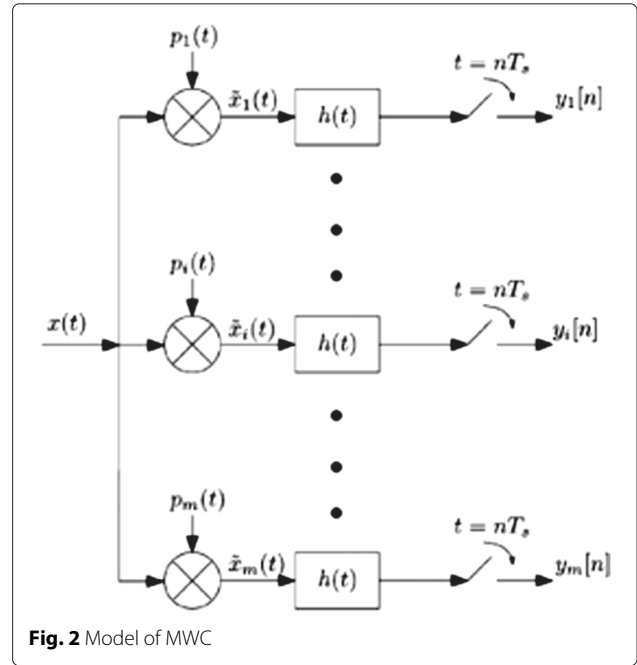 p₁(t)
x̃₁(t)
h(t)
t = nTₛ
y₁[n]
pᵢ(t)
x(t)
x̃ᵢ(t)
h(t)
t = nTₛ
yᵢ[n]
pₘ(t)
x̃ₘ(t)
h(t)
t = nTₛ
yₘ[n]
Fig. 2 Model of MWC